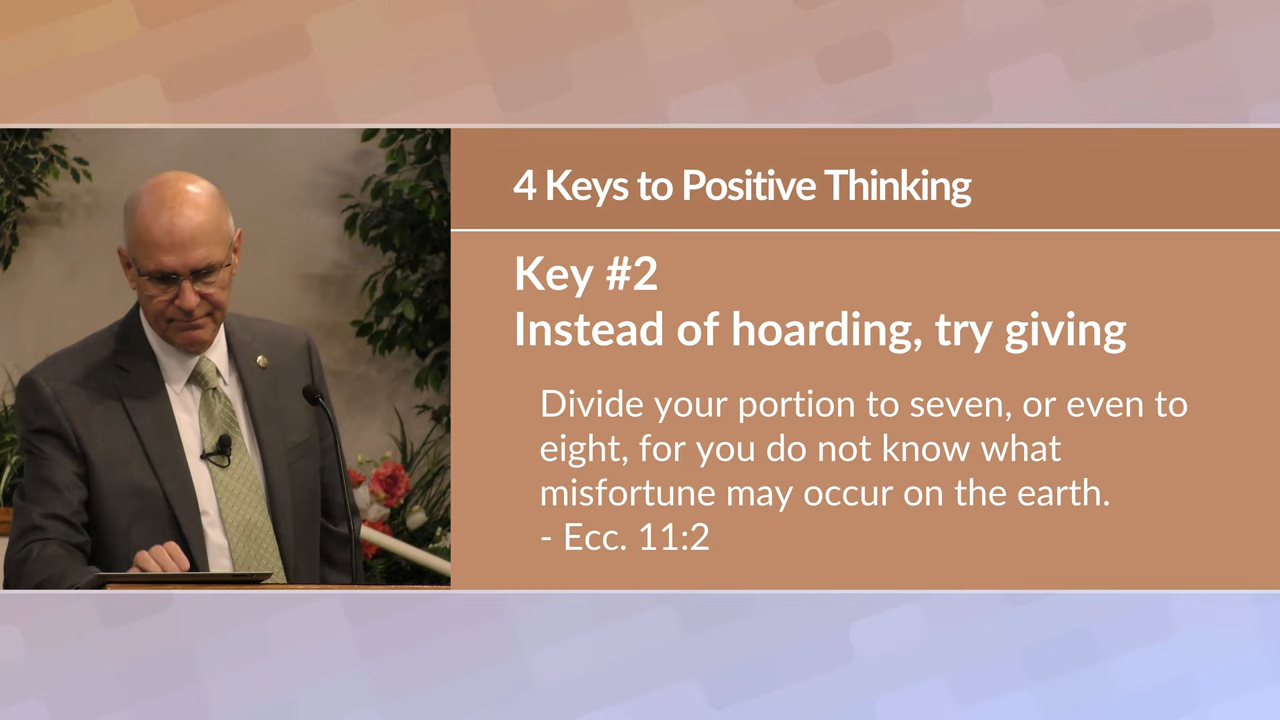 4 Keys to Positive Thinking
Key #2
Instead of hoarding, try giving
Divide your portion to seven, or even to
eight, for you do not know what
misfortune may occur on the earth.
- Ecc. 11:2